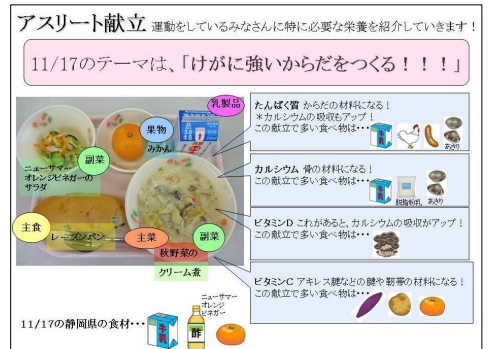 アスリート献立 運動をしているみなさんに特に必要な栄養を紹介していきます！
11/17のテーマは、「けがに強いからだをつくる！！！」
乳製品
果物
みかん
副菜
ニューサマー
オレンジビネガーの
サラダ
主食
レーズンパン
主菜
副菜
秋野菜の
クリーム煮
たんぱく質 からだの材料になる！
＊カルシウムの吸収もアップ！
この献立で多い食べ物は・・・
牛乳
あさり
カルシウム 骨の材料になる！
この献立で多い食べ物は・・・
牛乳
脱脂粉乳
あさり
ビタミンD これがあると、カルシウムの吸収がアップ！
この献立で多い食べ物は・・・
ビタミンC アキレス腱などの腱や靭帯の材料になる！
この献立で多い食べ物は・・・
11/17の静岡県の食材・・・
牛乳
ニューサマー
オレンジ
ビネガー
酢